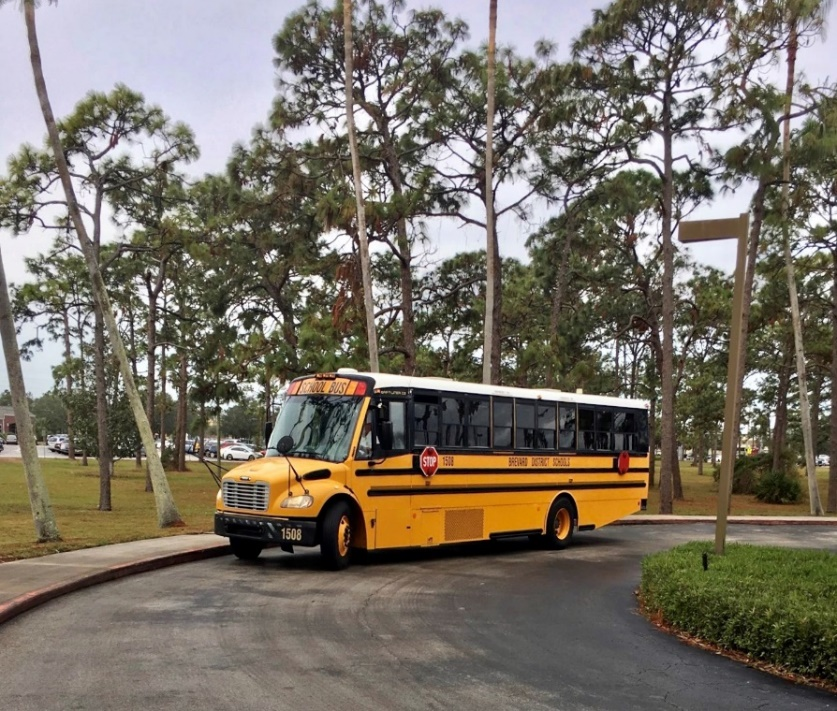 SCHOOL BUS
STOP
1508
BREVARD DISTRICT SCHOOLS
1508